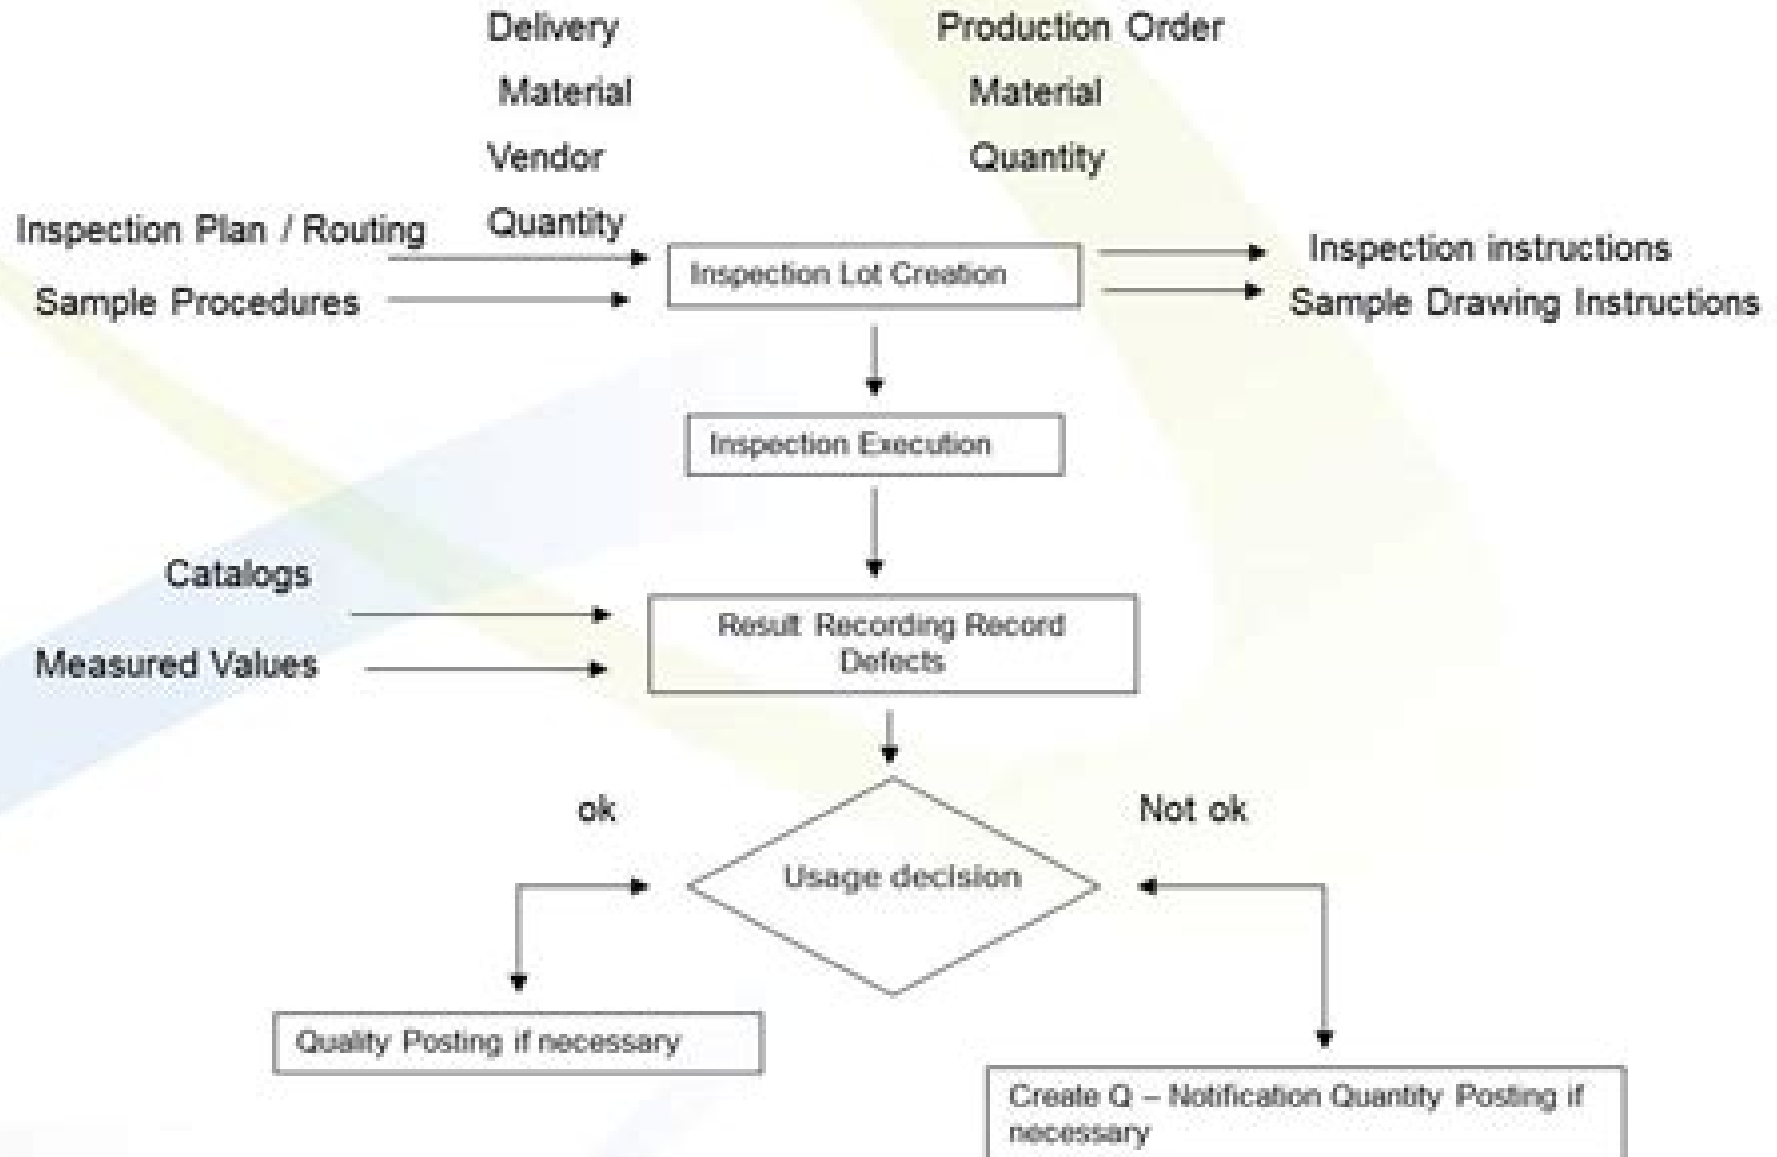 Delivery
Production Order
Material
Material
Vendor
Quantity
Inspection Plan / Routing
Quantity
Inspection Lot Creation
Inspection instructions
Sample Procedures
Sample Drawing Instructions
Inspection Execution
Catalogs
Result Recording Record
Defects
Measured Values
ok
Not ok
Usage decision
Quality Posting if necessary
Create Q – Notification Quantity Posting if
necessary